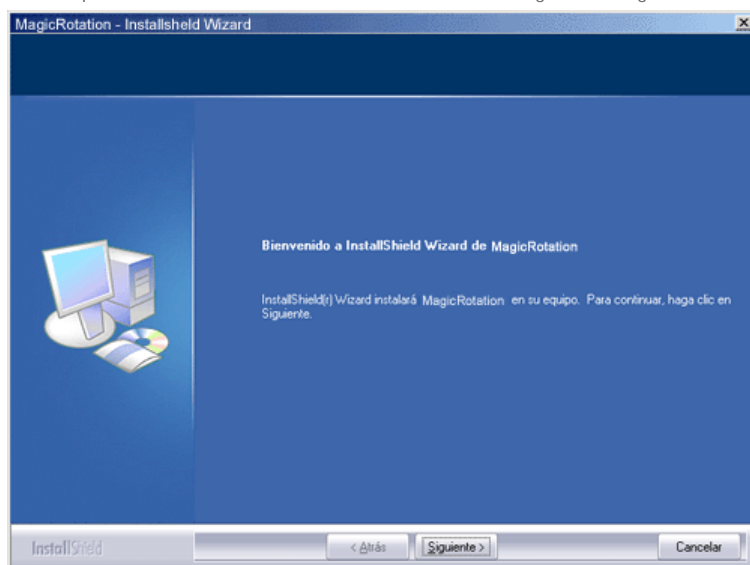 MagicRotation - Installsheld Wizard
Bienvenido a InstallShield Wizard de MagicRotation
InstallShield(r) Wizard instalará MagicRotation en su equipo. Para continuar, haga clic en
Siguiente.
InstallShield
< Atrás
Siguiente >
Cancelar